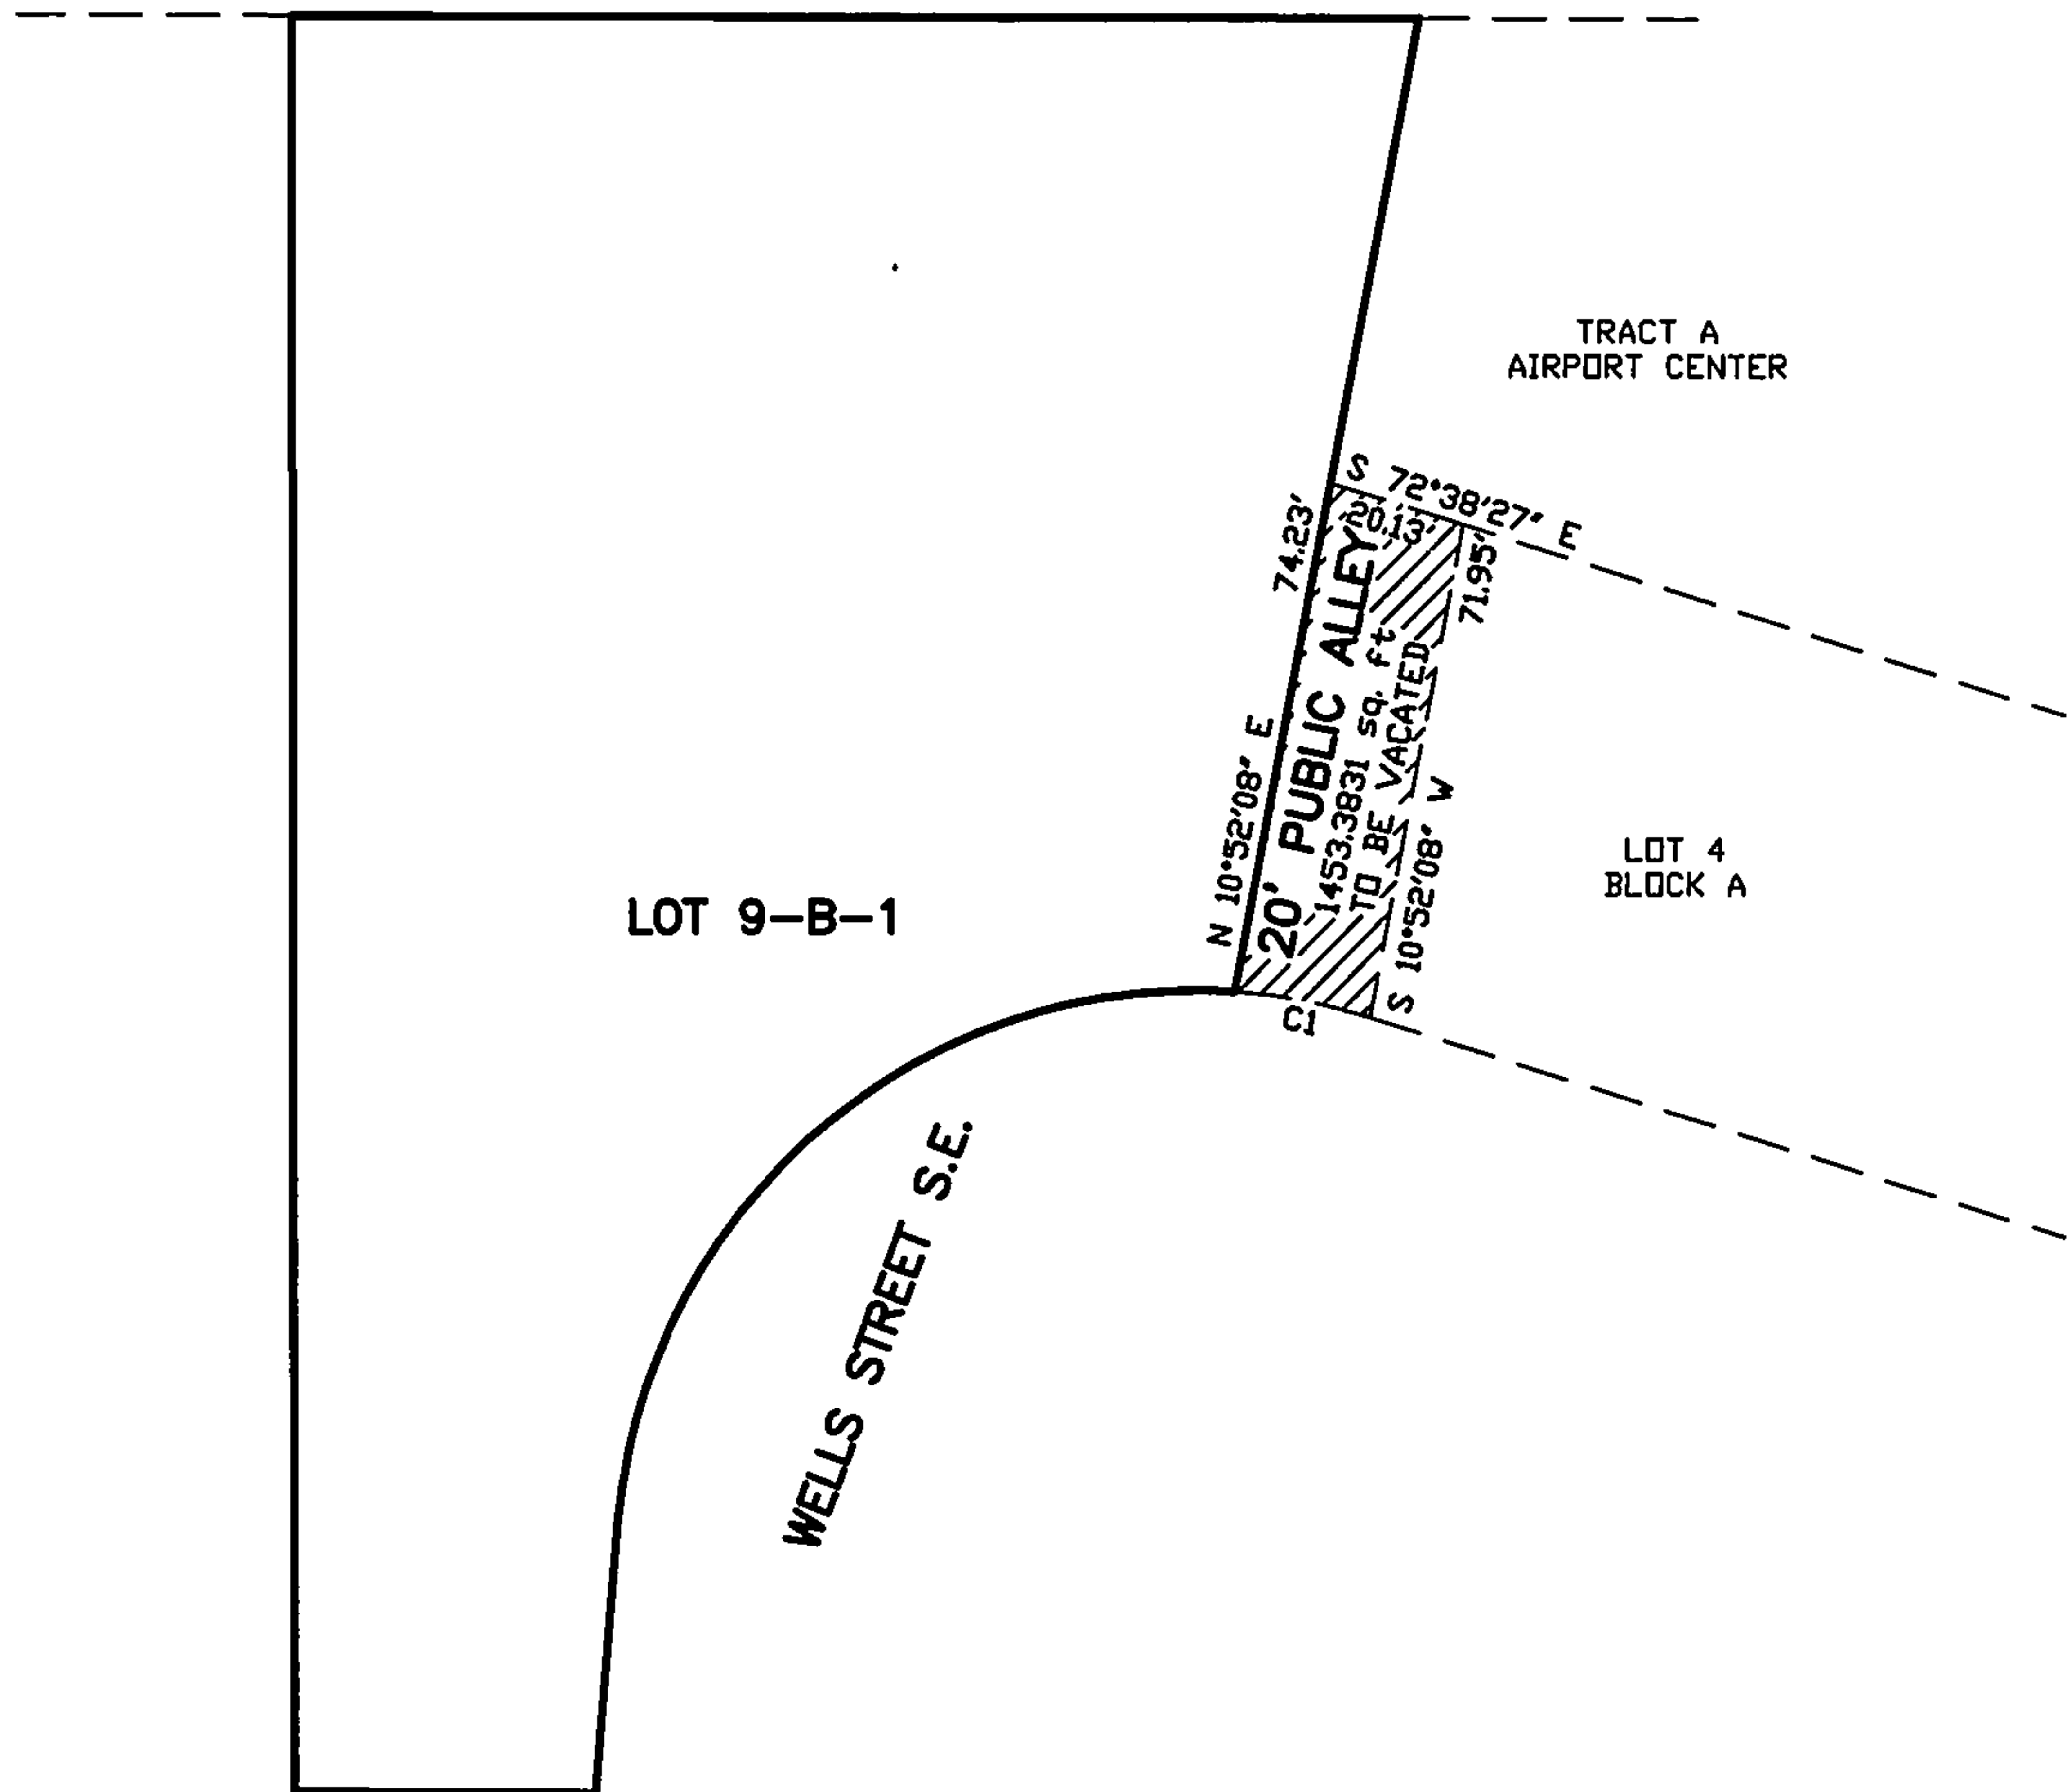 TRACT A
AIRPORT CENTER
S 72°38'27" E
20.13'
74.23'
71.95'
N 10°52'08" E
20' PUBLIC ALLEY
1453.3831 sq. ft
TO BE VACATED
S 10°52'08" W
LOT 4
BLOCK A
LOT 9-B-1
C1
WELLS STREET S.E.